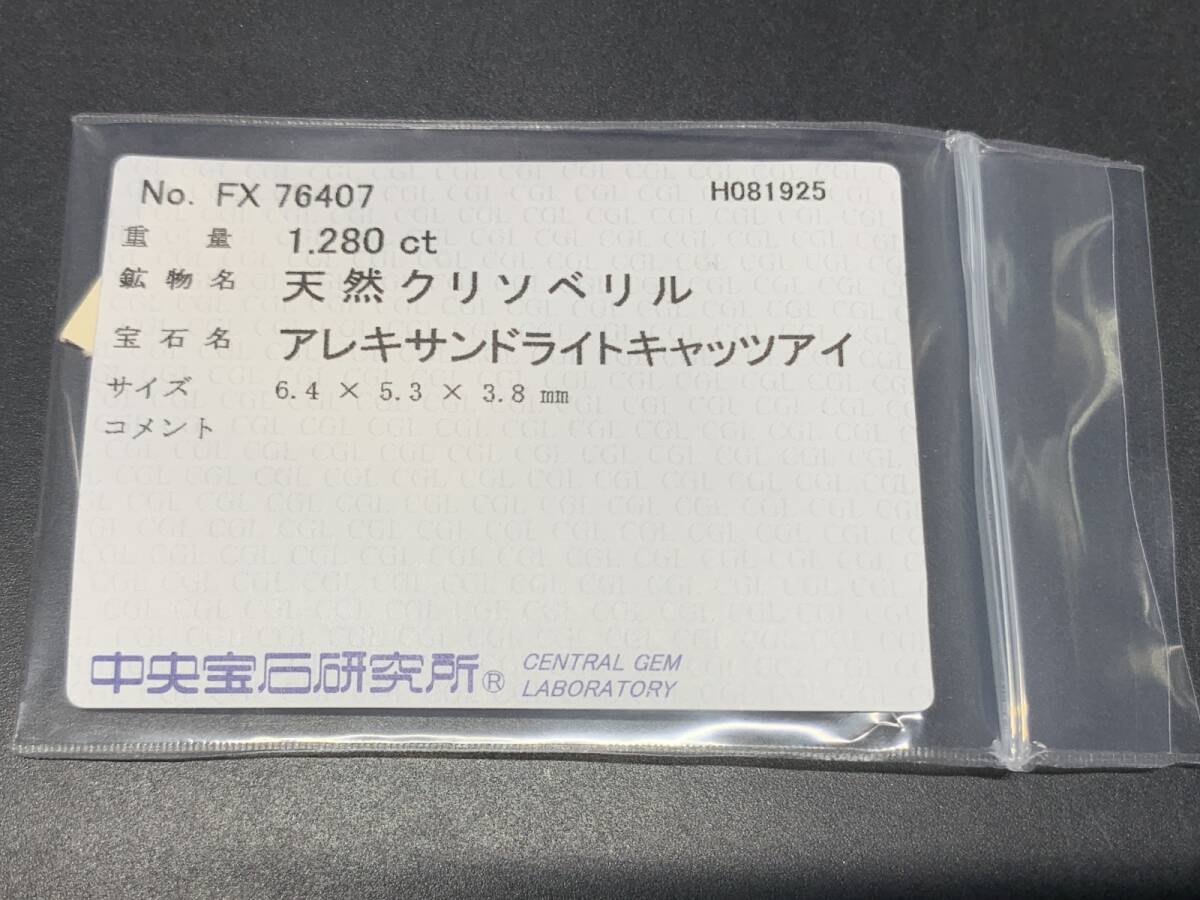 No. FX 76407 H081925
重量 1.280 ct
鉱物名 天然クリソベリル
宝石名 アレキサンドライトキャッツアイ
サイズ 6.4 × 5.3 × 3.8 mm
コメント
中央宝石研究所® CENTRAL GEM
LABORATORY